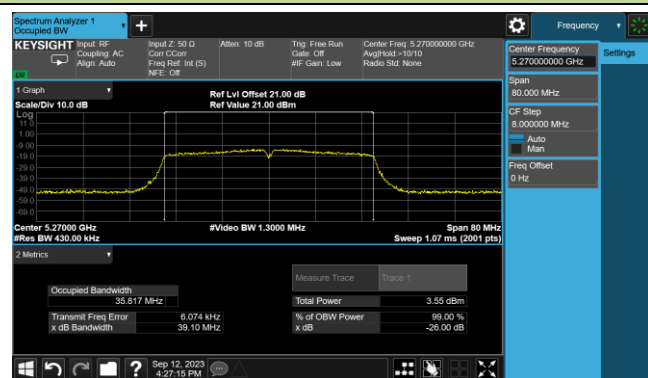 Spectrum Analyzer 1
Occupied BW
Frequency
KEYSIGHT
Input: RF
Coupling: AC
Align: Auto
Input Z: 50 Ω
Corr CCorr
Freq Ref: Int (S)
NFE: Off
Atten: 10 dB
Trig: Free Run
Gate: Off
#IF Gain: Low
Center Freq: 5.270000000 GHz
Avg|Hold:>10/10
Radio Std: None
LVI
Center Frequency
5.270000000 GHz
Settings
Span
80.000 MHz
CF Step
8.000000 MHz
Auto
Man
Freq Offset
0 Hz
1 Graph
Scale/Div 10.0 dB
Ref Lvl Offset 21.00 dB
Ref Value 21.00 dBm
Log
11.0
1.00
-9.00
-19.0
-29.0
-39.0
-49.0
-59.0
-69.0
Center 5.27000 GHz
#Res BW 430.00 kHz
#Video BW 1.3000 MHz
Span 80 MHz
Sweep 1.07 ms (2001 pts)
2 Metrics
Measure Trace Trace 1
Occupied Bandwidth
35.817 MHz
Total Power 3.55 dBm
Transmit Freq Error 6.074 kHz
% of OBW Power 99.00 %
x dB Bandwidth 39.10 MHz
x dB -26.00 dB
Sep 12, 2023
4:27:15 PM